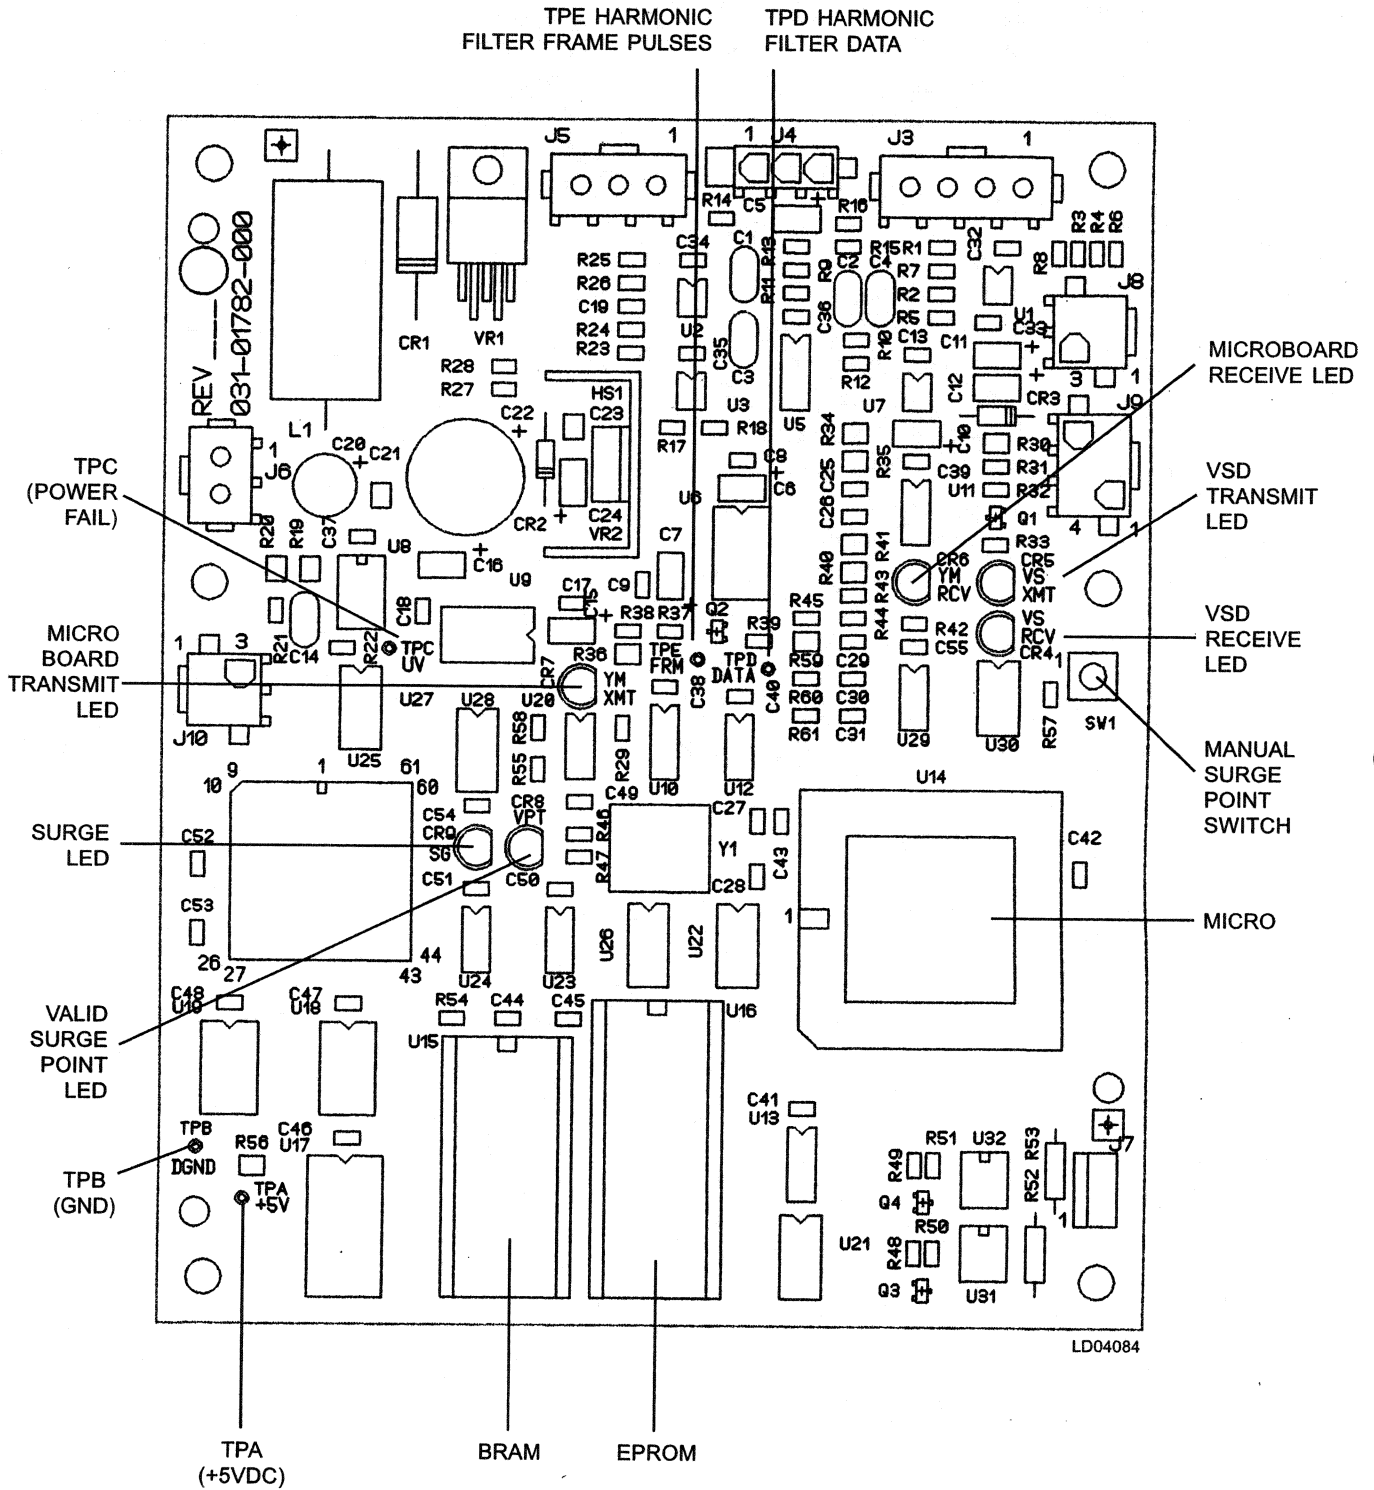 TPE HARMONIC
FILTER FRAME PULSES
TPD HARMONIC
FILTER DATA
J5 1
1 J4
J3 1
R14 C5 +
R16
R3 R4 R6
REV ----
031-01782-000
CR1
VR1
R25 C34 C1 R13
R26
C19 U2
R24
R23 C35 C3
R11 C36
R9 C2 R15 C4 R1 C32
R7
R2
R5 U1
R8 J8
R10 C13 C11 C33 +
R12 C12 + CR3
3 1
J9
R28
R27
HS1
C22 + C23
U3 R18 U5
R17
U7
R34 R35 C10 + R30
C39 R31
U11 R32
Q1
R33
4 1
MICROBOARD
RECEIVE LED
VSD
TRANSMIT
LED
VSD
RECEIVE
LED
MANUAL
SURGE
POINT
SWITCH
MICRO
L1
1
J6
C20 + C21
CR2 + C24
VR2
C8 +
C6
U6
C25
C26
R41
R40
R43
R44
CR6
YM
RCV
CR5
VS
XMT
VS
RCV
CR4
TPC
(POWER
FAIL)
R20 R19 C37
U8
+ C16
U9
C7
C9 +
C17 C15 +
C18
R38 R37
Q2
R39
R45
R42
C55
R21 C14 R22
TPC
UV
R36
TPE
FRM
TPD
DATA
R59 C29
R60 C30
R61 C31
C38 C40
1
SW1
R57
MICRO
BOARD
TRANSMIT
LED
1 3
J10
U25
U27 U28 U20
CR7
YM
XMT
R58
R55
R29
U10 U12
U29 U30
U14
9 1 61
10 60
C54
CR9
SG
CR8
VPT
C49
R46
R47
Y1
C27
C43
C28
C42
1
SURGE
LED
C52
C53
C51 C50
26 27 43 44
U24 U23
U26 U22
VALID
SURGE
POINT
LED
C48
U19
C47
U18
R54 C44 C45
U15
U16
C41
U13
TPB
DGND
R56
C46
U17
TPB
(GND)
TPA
+5V
R49 R51 U32 R53
J7
Q4 R52
R50 1
U21 R48
Q3 U31
LD04084
TPA
(+5VDC)
BRAM
EPROM